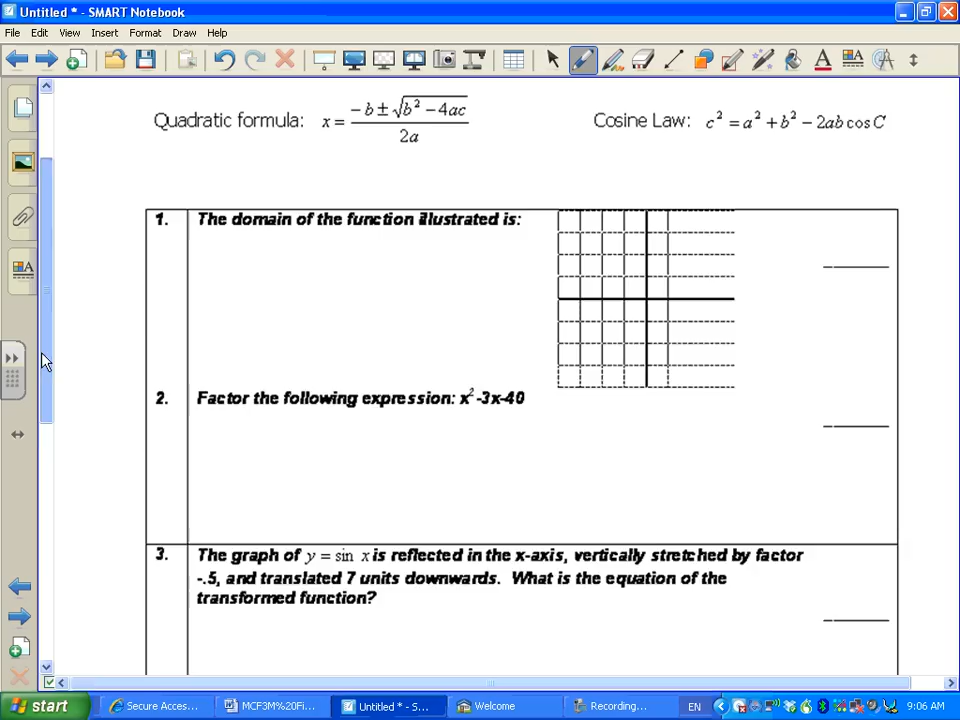 Untitled * - SMART Notebook
File Edit View Insert Format Draw Help
Quadratic formula: x = (-b ± √(b² - 4ac)) / 2a
Cosine Law: c² = a² + b² - 2ab cos C
1. The domain of the function illustrated is:
2. Factor the following expression: x²-3x-40
3. The graph of y = sin x is reflected in the x-axis, vertically stretched by factor
-.5, and translated 7 units downwards. What is the equation of the
transformed function?
start Secure Acces... MCF3M%20Fi... Untitled * - S... Welcome Recording... EN 9:06 AM